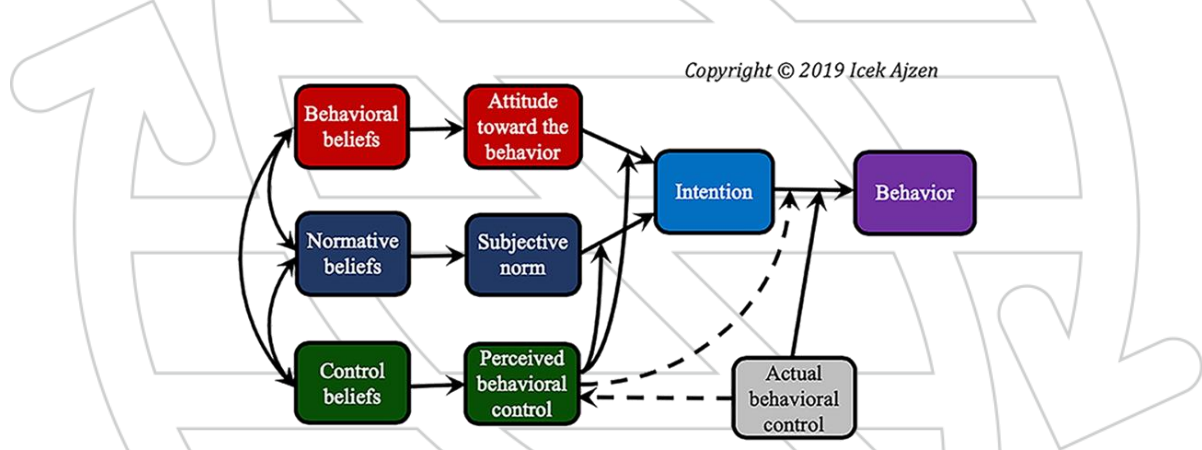 Copyright © 2019 Icek Ajzen
Behavioral
beliefs
Attitude
toward the
behavior
Intention
Behavior
Normative
beliefs
Subjective
norm
Control
beliefs
Perceived
behavioral
control
Actual
behavioral
control